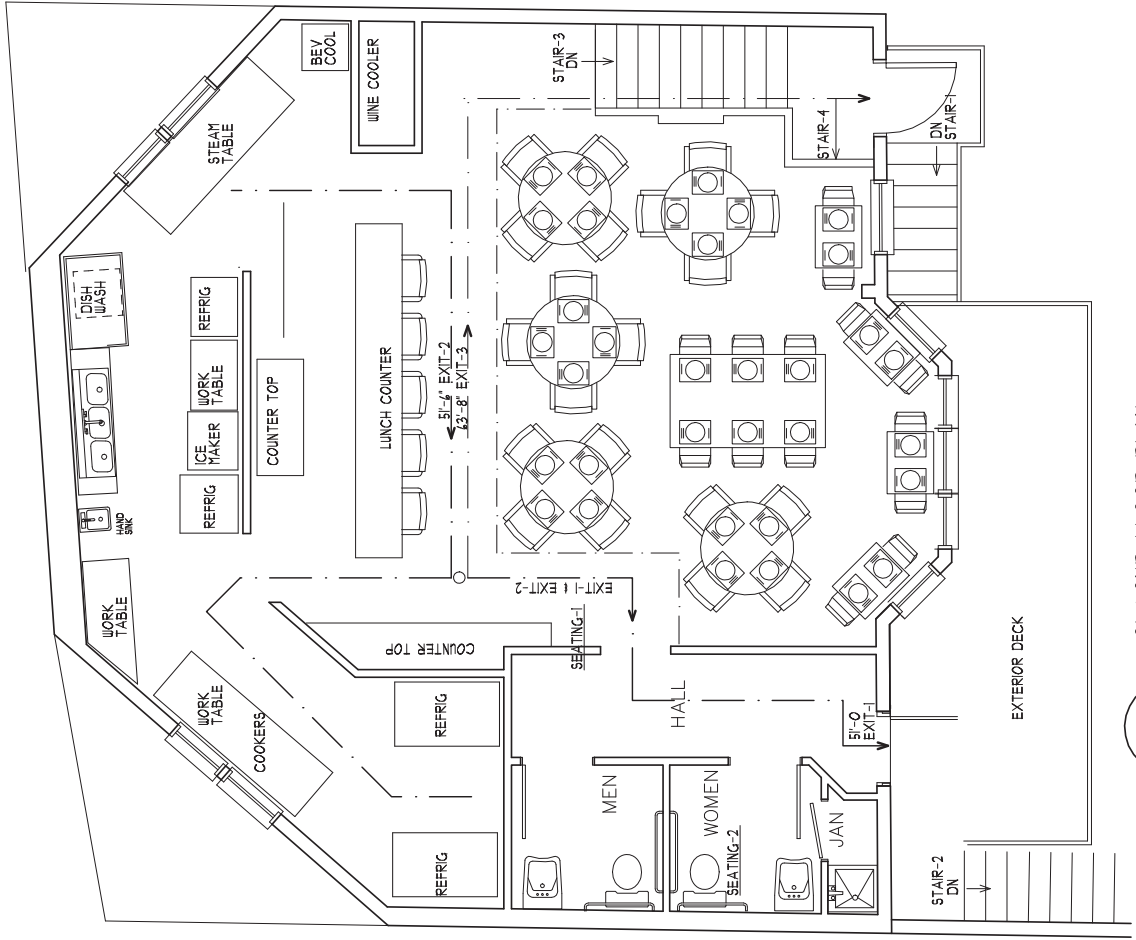 BEV
COOL
WINE COOLER
STAIR-3
DN
STEAM
TABLE
STAIR-4
DN
STAIR-1
DISH
WASH
REFRIG
WORK
TABLE
ICE
MAKER
REFRIG
COUNTER TOP
LUNCH COUNTER
51'-6" EXIT-2
63'-8" EXIT-3
HAND
SINK
WORK
TABLE
EXIT-1 & EXIT-2
SEATING-1
COUNTER TOP
WORK
TABLE
COOKERS
REFRIG
HALL
51'-0
EXIT-1
EXTERIOR DECK
MEN
WOMEN
SEATING-2
JAN
REFRIG
STAIR-2
DN